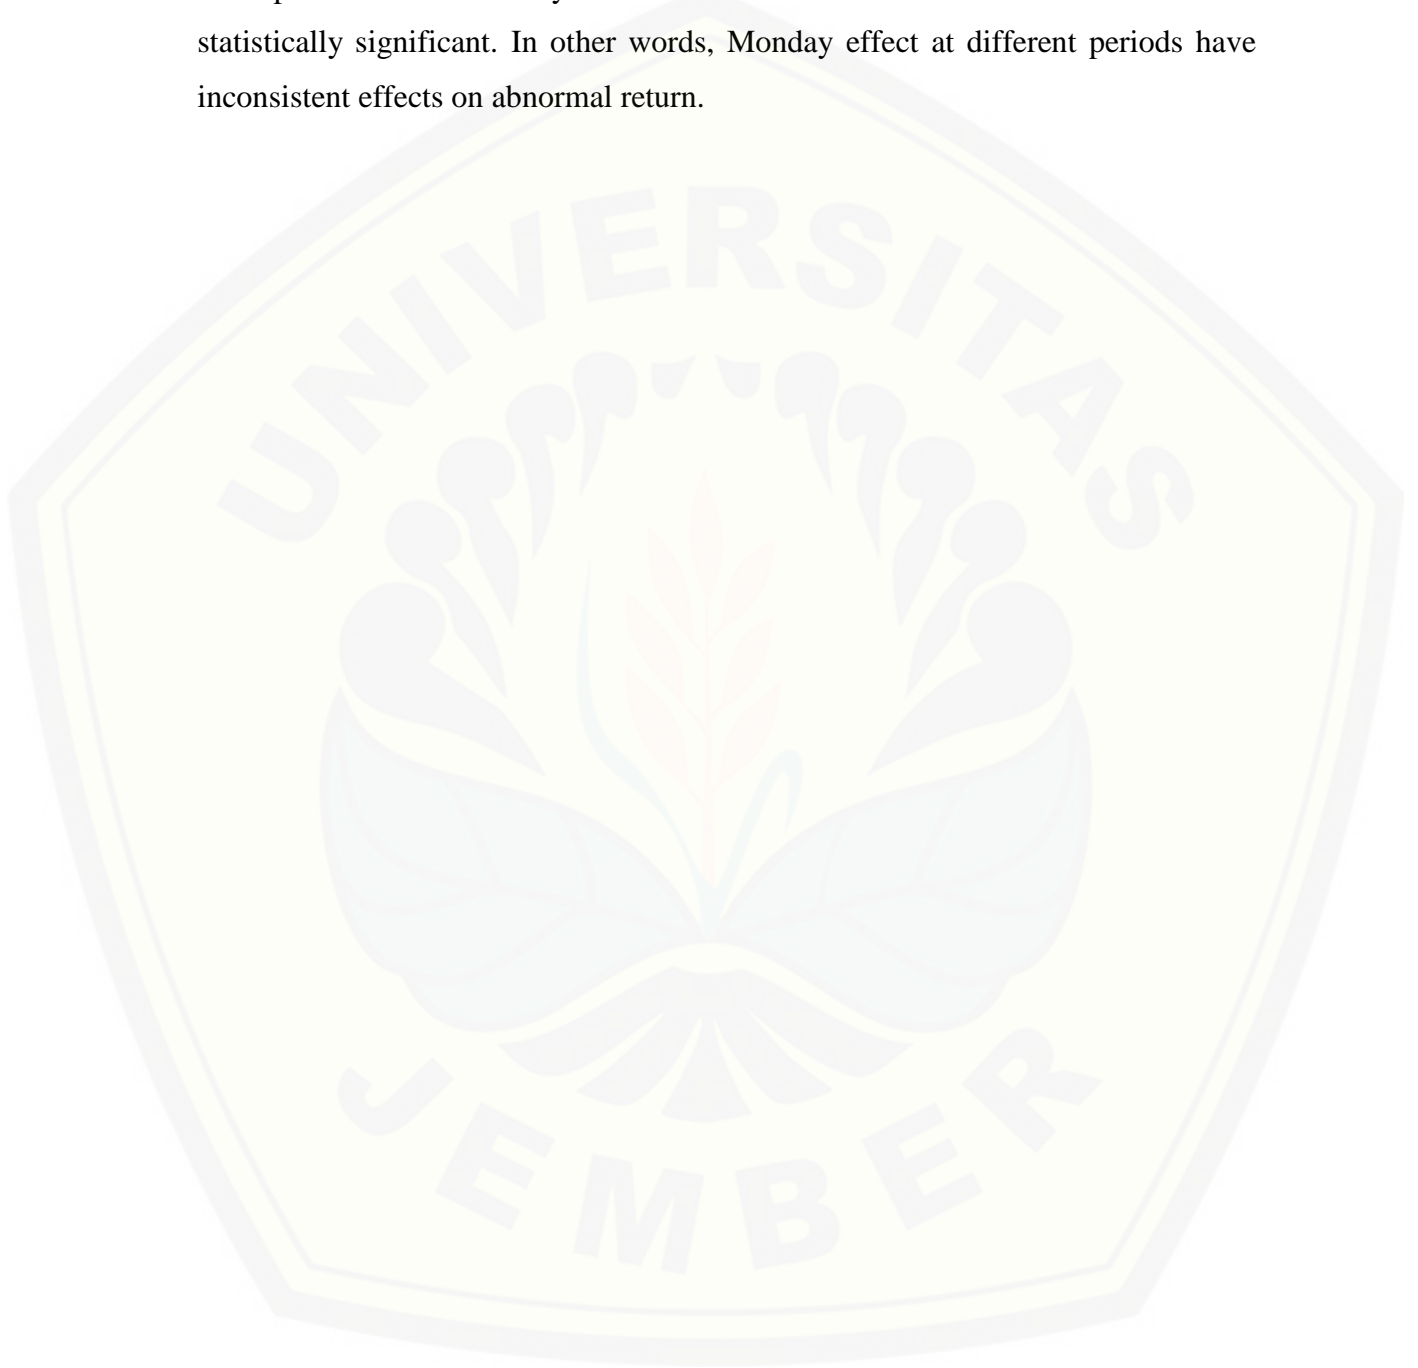 statistically significant. In other words, Monday effect at different periods have
inconsistent effects on abnormal return.
UNIVERSITAS
JEMBER